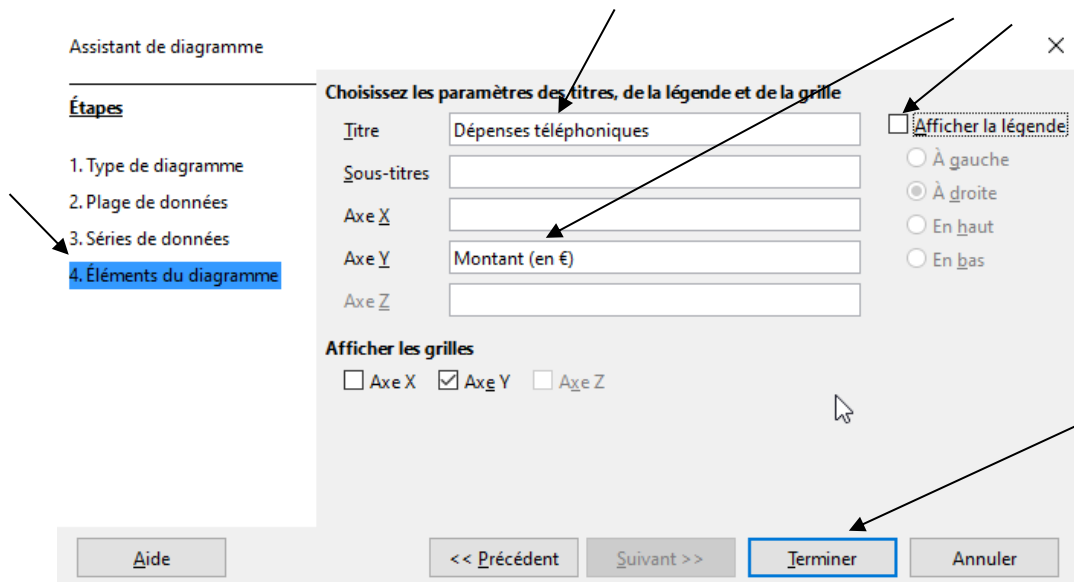 Assistant de diagramme
Étapes
1. Type de diagramme
2. Plage de données
3. Séries de données
4. Éléments du diagramme
Choisissez les paramètres des titres, de la légende et de la grille
Titre
Dépenses téléphoniques
Sous-titres
Axe X
Axe Y
Montant (en €)
Axe Z
Afficher la légende
À gauche
À droite
En haut
En bas
Afficher les grilles
Axe X
Axe Y
Axe Z
Aide
<< Précédent
Suivant >>
Terminer
Annuler